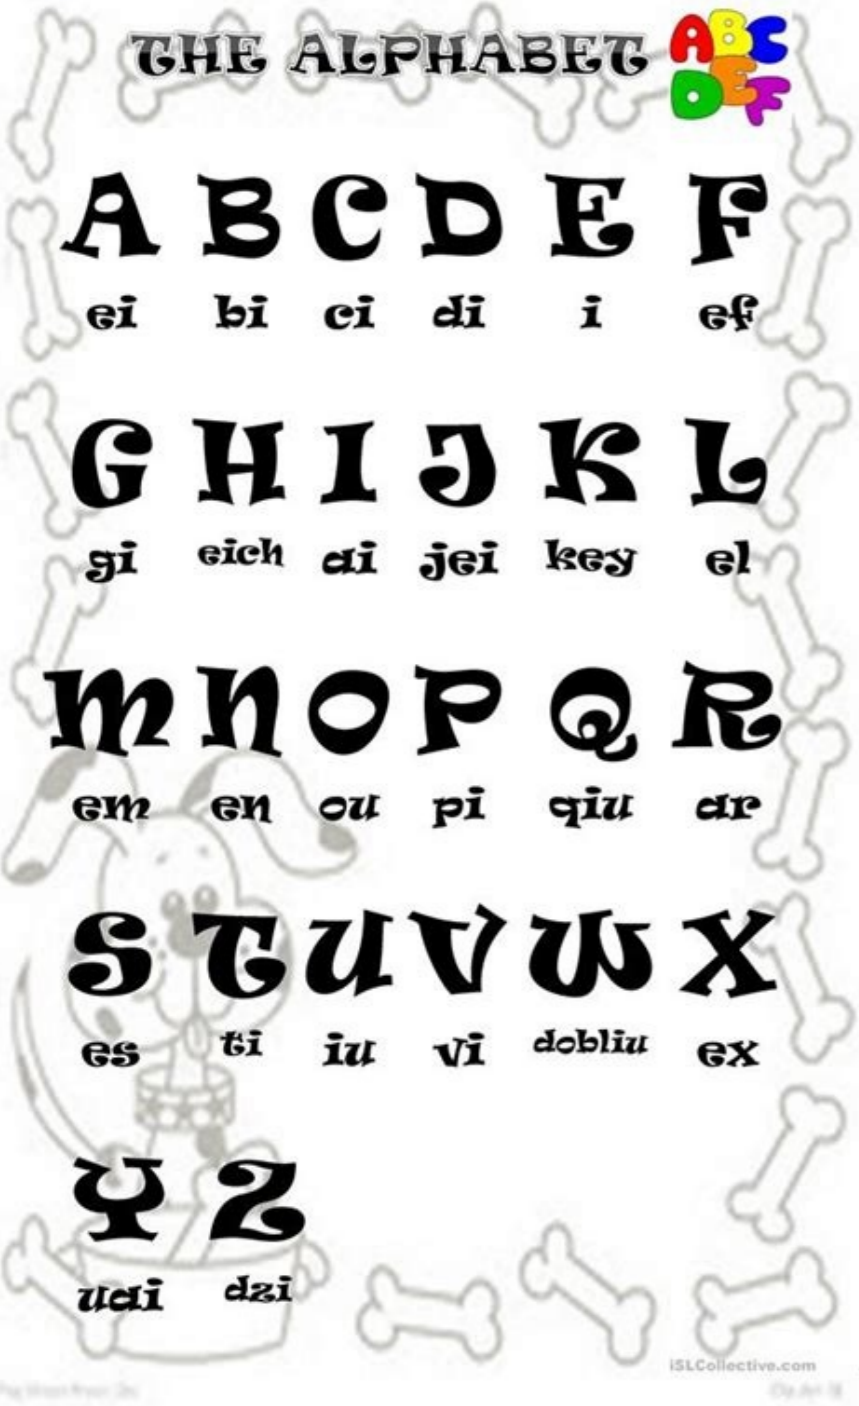 THE ALPHABET
ABC
DEF
A B C D E F
ei bi ci di i ef
G H I J K L
gi eich ai jei key el
M N O P Q R
em en ou pi qiu ar
S T U V W X
es ti iu vi dobliu ex
Y Z
uai dzi
iSLCollective.com